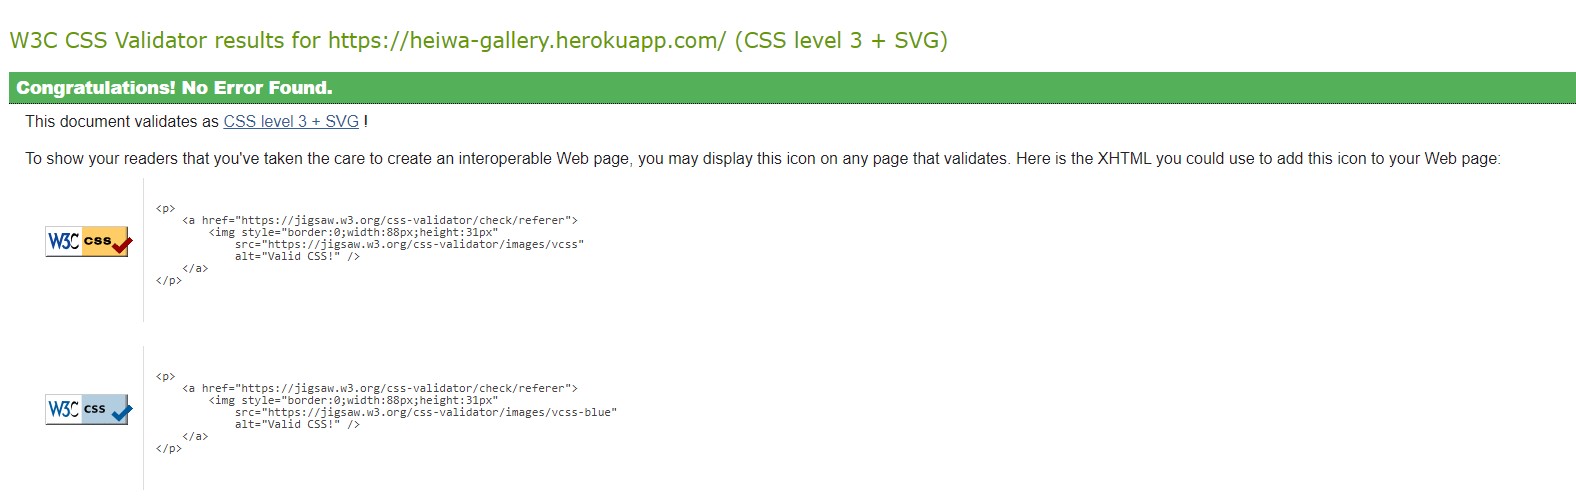 W3C CSS Validator results for https://heiwa-gallery.herokuapp.com/ (CSS level 3 + SVG)
Congratulations! No Error Found.
This document validates as CSS level 3 + SVG !
To show your readers that you've taken the care to create an interoperable Web page, you may display this icon on any page that validates. Here is the XHTML you could use to add this icon to your Web page:
W3C css
<p>
<a href="https://jigsaw.w3.org/css-validator/check/referer">
<img style="border:0;width:88px;height:31px"
src="https://jigsaw.w3.org/css-validator/images/vcss"
alt="Valid CSS!" />
</a>
</p>
W3C css
<p>
<a href="https://jigsaw.w3.org/css-validator/check/referer">
<img style="border:0;width:88px;height:31px"
src="https://jigsaw.w3.org/css-validator/images/vcss-blue"
alt="Valid CSS!" />
</a>
</p>